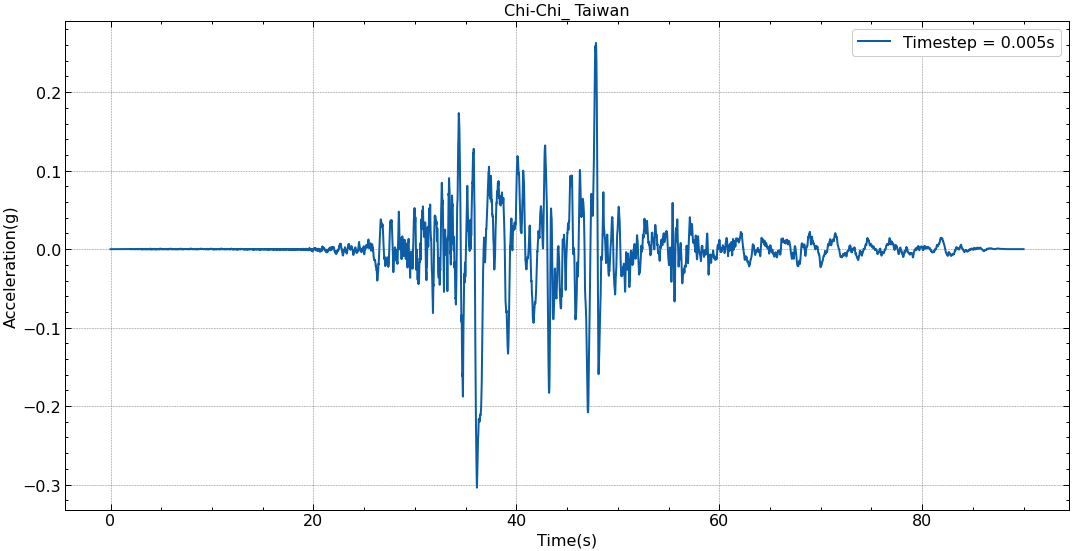 Chi-Chi_ Taiwan
Timestep = 0.005s
Acceleration(g)
0.2
0.1
0.0
−0.1
−0.2
−0.3
0 20 40 60 80
Time(s)